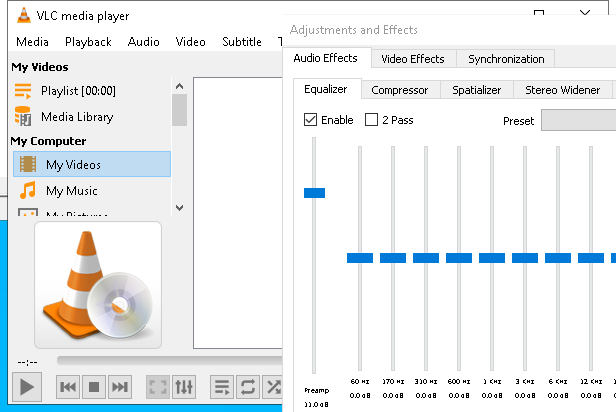 VLC media player
Media Playback Audio Video Subtitle
My Videos
Playlist [00:00]
Media Library
My Computer
My Videos
My Music
My Pictures
--:--
Adjustments and Effects
Audio Effects Video Effects Synchronization
Equalizer Compressor Spatializer Stereo Widener
Enable 2 Pass Preset
60 Hz 170 Hz 310 Hz 600 Hz 1 KHz 3 KHz 6 KHz 12 KHz
Preamp 0.0 dB 0.0 dB 0.0 dB 0.0 dB 0.0 dB 0.0 dB 0.0 dB 0.0 dB
11.0 dB